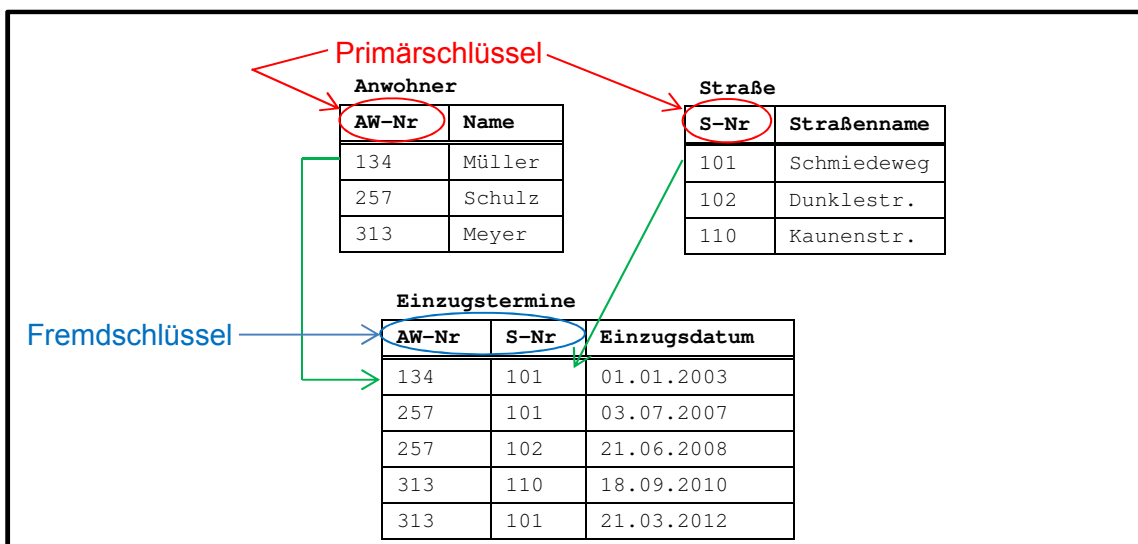 Primärschlüssel
Anwohner
AW-Nr Name
134 Müller
257 Schulz
313 Meyer
Straße
S-Nr Straßenname
101 Schmiedeweg
102 Dunklestr.
110 Kaunenstr.
Einzugstermine
Fremdschlüssel
AW-Nr S-Nr Einzugsdatum
134 101 01.01.2003
257 101 03.07.2007
257 102 21.06.2008
313 110 18.09.2010
313 101 21.03.2012